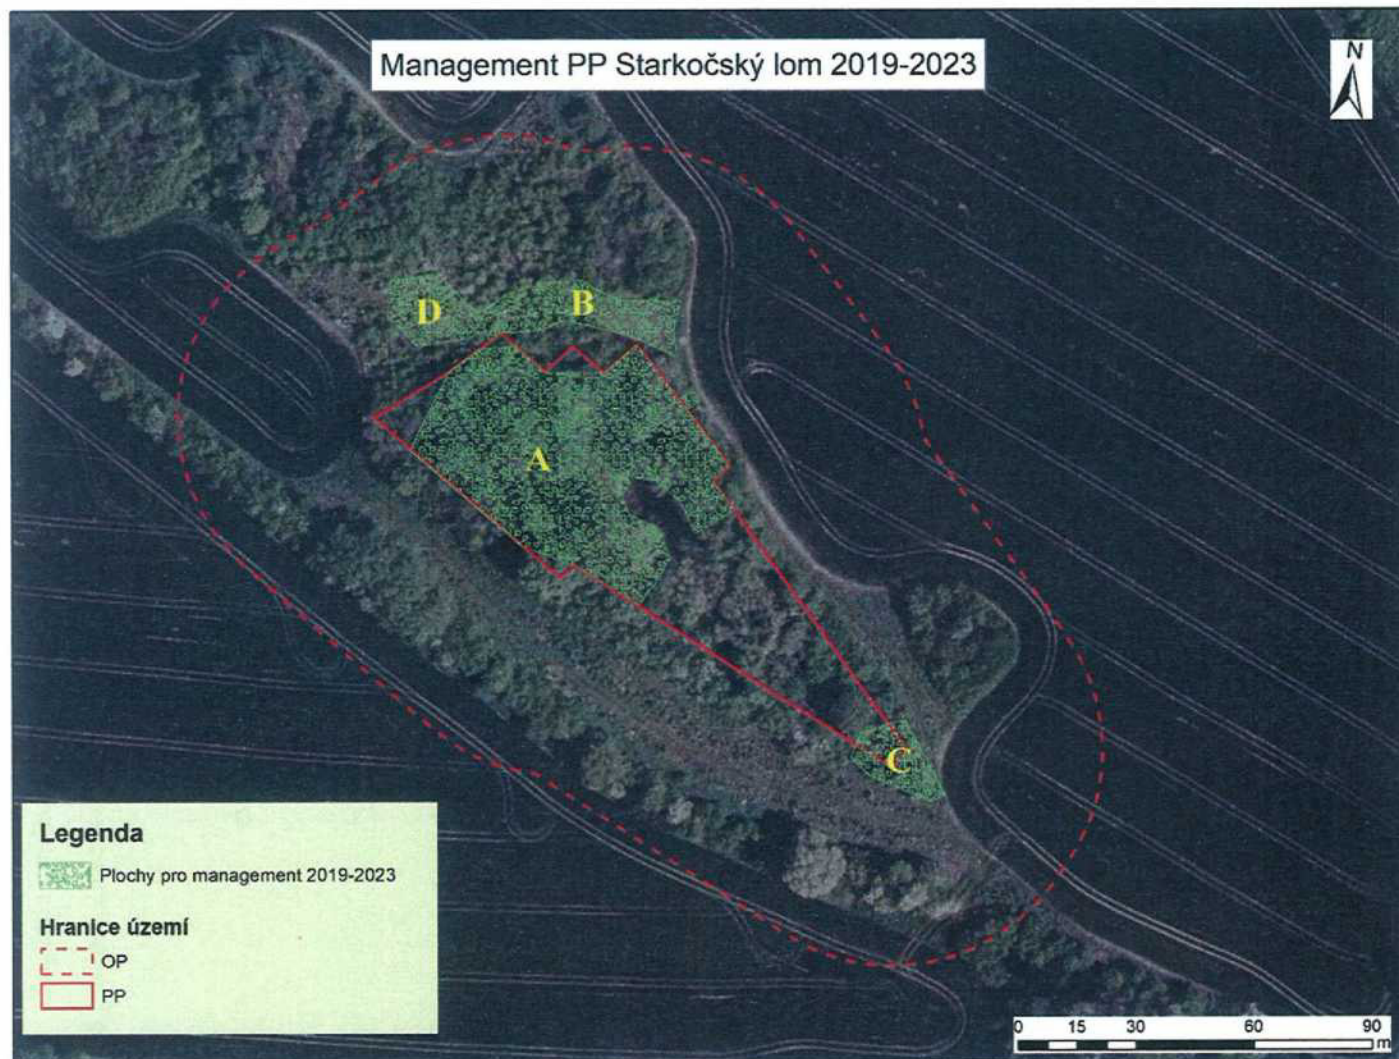 Management PP Starkočský lom 2019-2023
N
D
B
A
C
Legenda
Plochy pro management 2019-2023
Hranice území
OP
PP
0 15 30 60 90
m